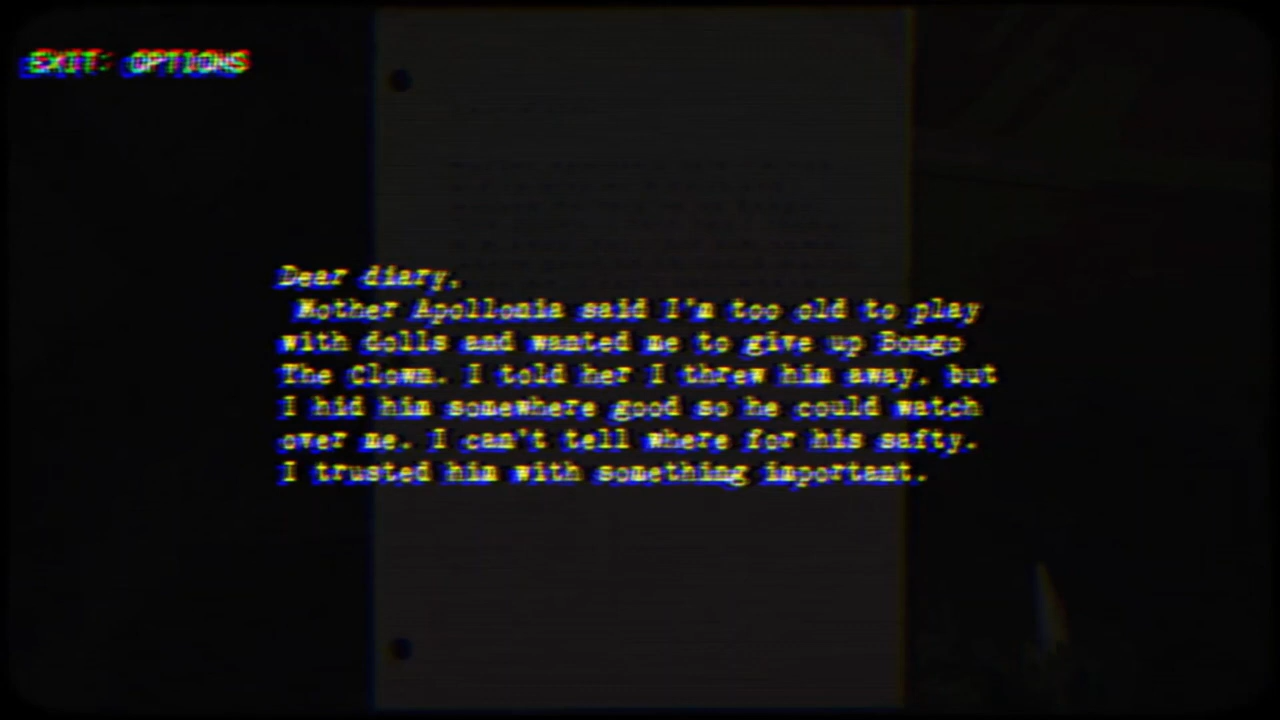 EXIT: OPTIONS
Dear diary,
Mother Apollonia said I'm too old to play
with dolls and wanted me to give up Bongo
The Clown. I told her I threw him away, but
I hid him somewhere good so he could watch
over me. I can't tell where for his safty.
I trusted him with something important.